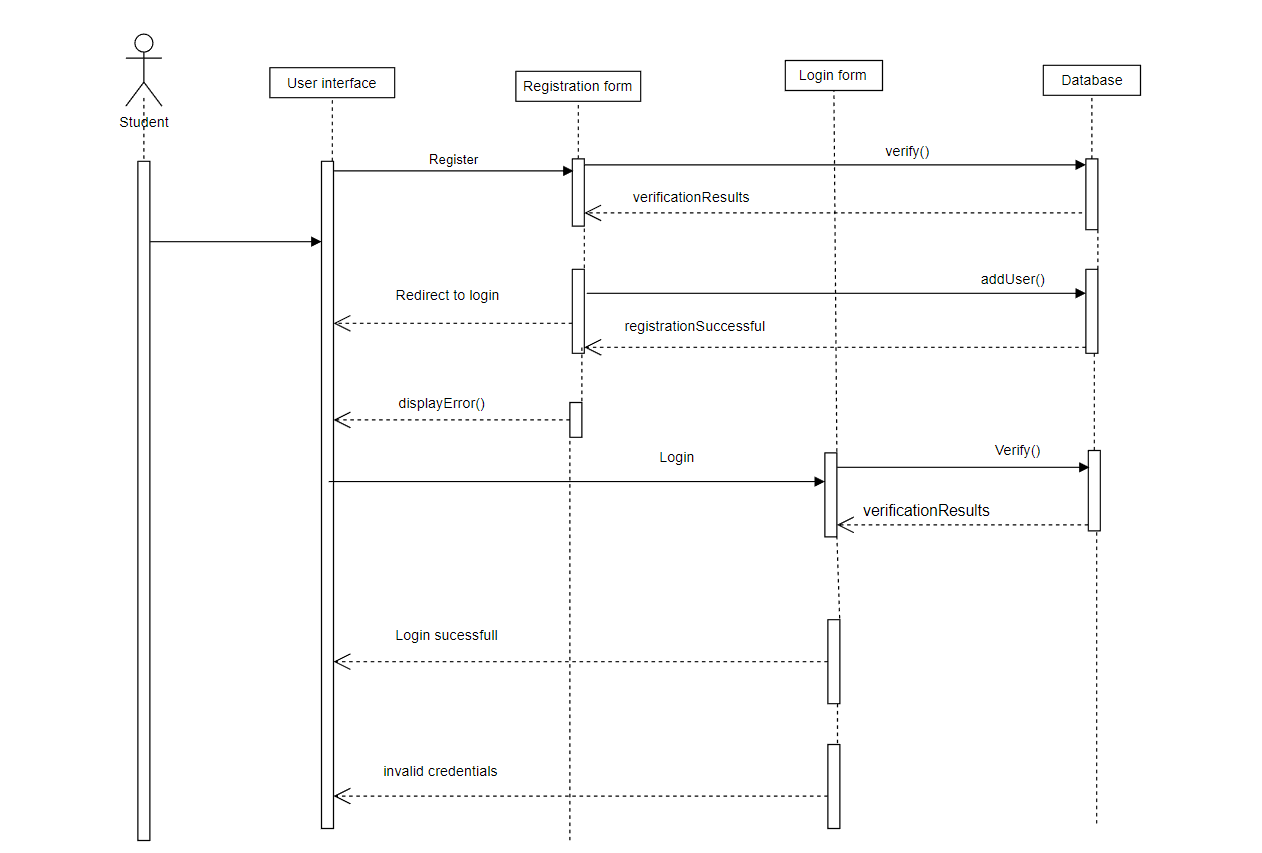 Student
User interface
Registration form
Login form
Database
Register
verify()
verificationResults
addUser()
Redirect to login
registrationSuccessful
displayError()
Login
Verify()
verificationResults
Login sucessfull
invalid credentials